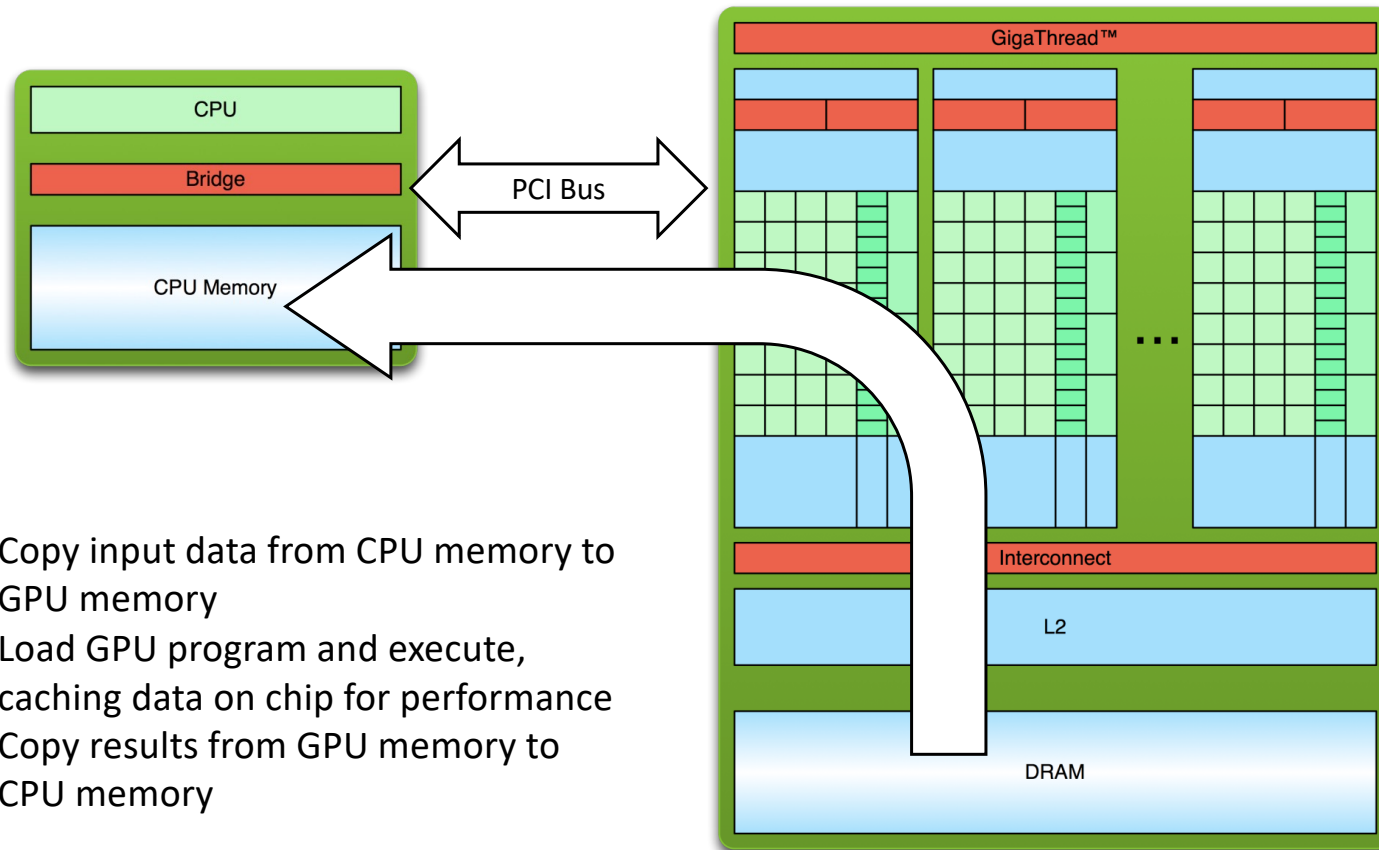 GigaThread™
CPU
Bridge
PCI Bus
CPU Memory
...
Copy input data from CPU memory to
GPU memory
Load GPU program and execute,
caching data on chip for performance
Copy results from GPU memory to
CPU memory
Interconnect
L2
DRAM